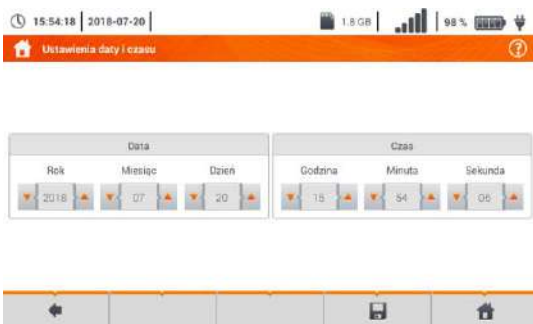 15:54:18 2018-07-20 1.8 GB 98 %
Ustawienia daty i czasu
Data Czas
Rok Miesiąc Dzień Godzina Minuta Sekunda
2018 07 20 15 54 06